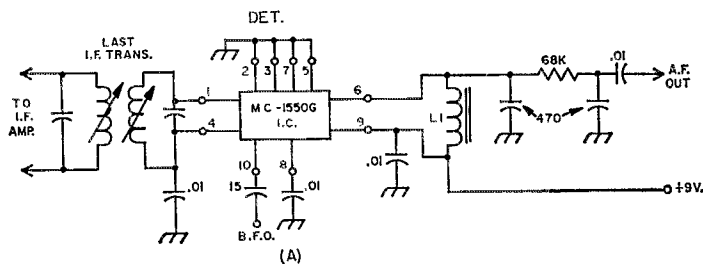 DET.
LAST
I.F. TRANS.
TO
I.F.
AMP.
2 3 7 5
1
4
MC-1550G
I.C.
6
9
10
8
15
.01
.01
B.F.O.
.01
L1
68K
470
.01
A.F.
OUT
+9V.
(A)